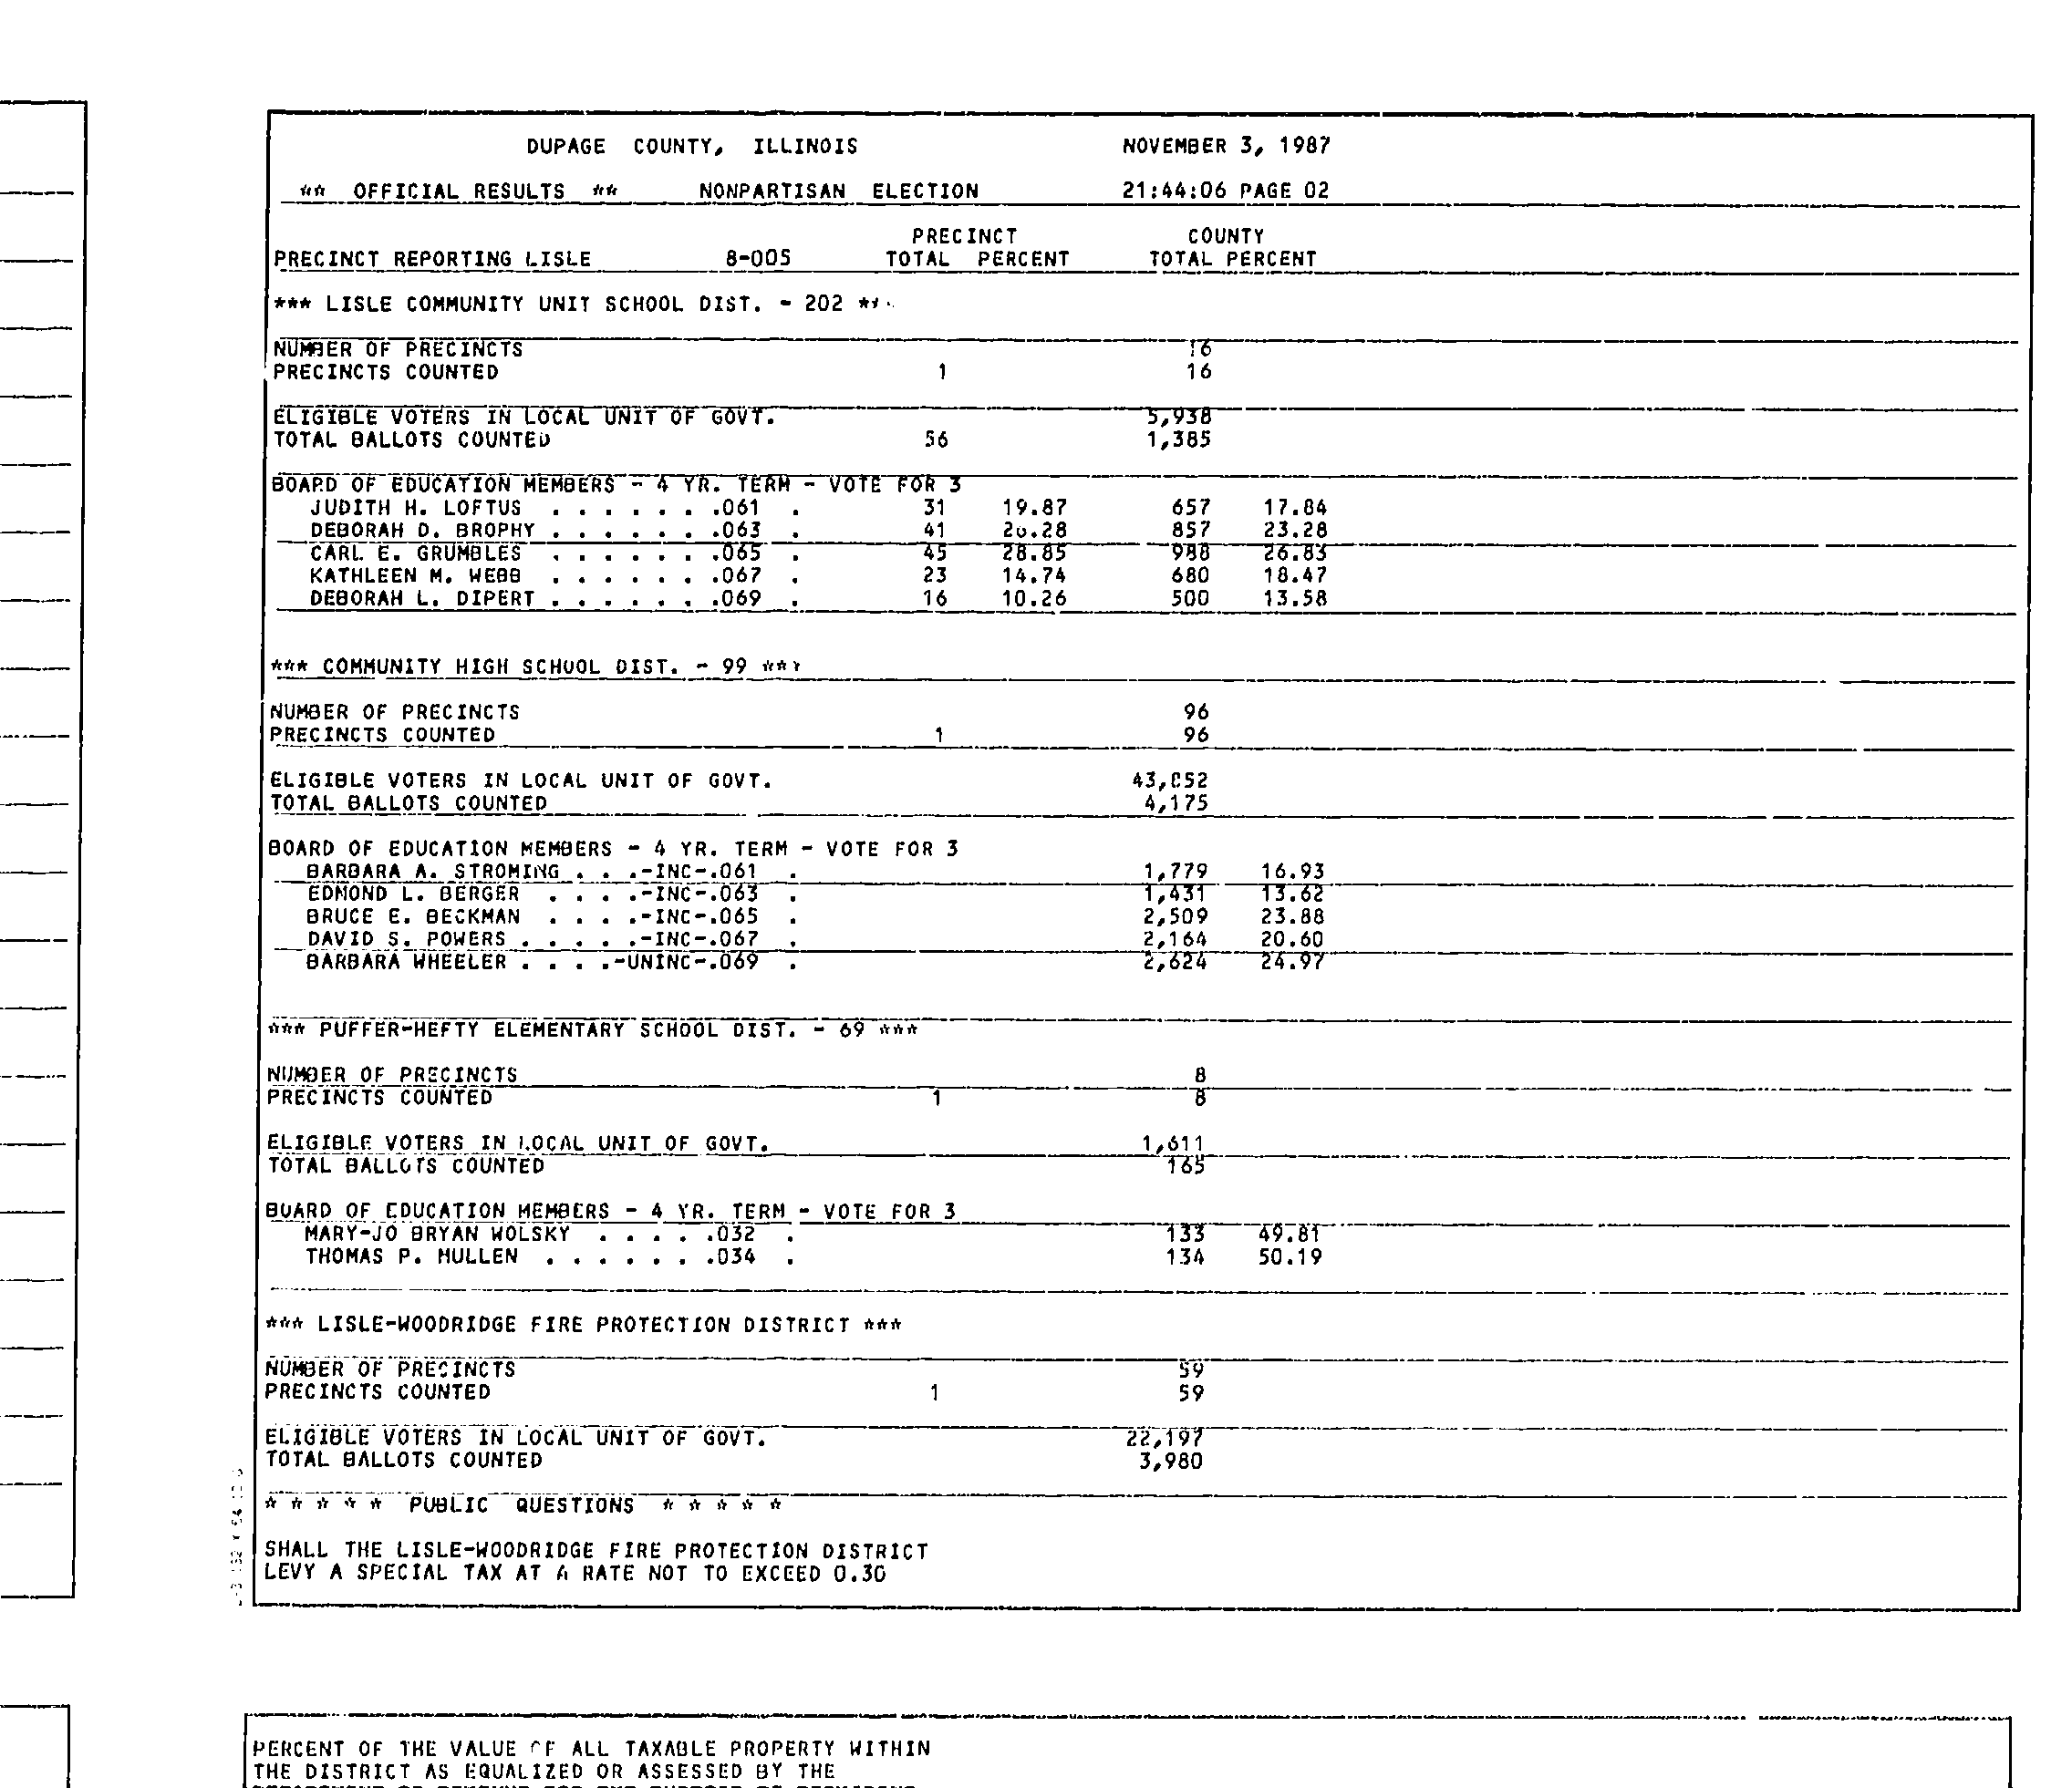 DUPAGE COUNTY, ILLINOIS NOVEMBER 3, 1987
** OFFICIAL RESULTS ** NONPARTISAN ELECTION 21:44:06 PAGE 02
PRECINCT COUNTY
PRECINCT REPORTING LISLE 8-005 TOTAL PERCENT TOTAL PERCENT
*** LISLE COMMUNITY UNIT SCHOOL DIST. - 202 ***
NUMBER OF PRECINCTS 16
PRECINCTS COUNTED 1 16
ELIGIBLE VOTERS IN LOCAL UNIT OF GOVT. 5,938
TOTAL BALLOTS COUNTED 56 1,385
BOARD OF EDUCATION MEMBERS - 4 YR. TERM - VOTE FOR 3
JUDITH H. LOFTUS . . . . . . .061 . 31 19.87 657 17.84
DEBORAH D. BROPHY . . . . . . .063 . 41 26.28 857 23.28
CARL E. GRUMBLES . . . . . . .065 . 45 28.85 988 26.83
KATHLEEN M. WEBB . . . . . . .067 . 23 14.74 680 18.47
DEBORAH L. DIPERT . . . . . . .069 . 16 10.26 500 13.58
*** COMMUNITY HIGH SCHOOL DIST. - 99 ***
NUMBER OF PRECINCTS 96
PRECINCTS COUNTED 1 96
ELIGIBLE VOTERS IN LOCAL UNIT OF GOVT.
TOTAL BALLOTS COUNTED 4,175
BOARD OF EDUCATION MEMBERS - 4 YR. TERM - VOTE FOR 3
BARBARA A. STROMING . . .-INC-.061 . 1,779 16.93
EDMOND L. BERGER . . . .-INC-.063 . 1,431 13.62
BRUCE E. BECKMAN . . . .-INC-.065 . 2,509 23.88
DAVID S. POWERS . . . . .-INC-.067 . 2,164 20.60
BARBARA WHEELER . . . .-UNINC-.069 . 2,624 24.97
*** PUFFER-HEFTY ELEMENTARY SCHOOL DIST. - 69 ***
NUMBER OF PRECINCTS 8
PRECINCTS COUNTED 1 8
ELIGIBLE VOTERS IN LOCAL UNIT OF GOVT. 1,611
TOTAL BALLOTS COUNTED 165
BOARD OF EDUCATION MEMBERS - 4 YR. TERM - VOTE FOR 3
MARY-JO BRYAN WOLSKY . . . . .032 . 133 49.81
THOMAS P. MULLEN . . . . . . .034 . 134 50.19
*** LISLE-WOODRIDGE FIRE PROTECTION DISTRICT ***
NUMBER OF PRECINCTS 59
PRECINCTS COUNTED 1 59
ELIGIBLE VOTERS IN LOCAL UNIT OF GOVT. 22,197
TOTAL BALLOTS COUNTED 3,980
* * * * * PUBLIC QUESTIONS * * * * *
SHALL THE LISLE-WOODRIDGE FIRE PROTECTION DISTRICT
LEVY A SPECIAL TAX AT A RATE NOT TO EXCEED 0.30
PERCENT OF THE VALUE OF ALL TAXABLE PROPERTY WITHIN
THE DISTRICT AS EQUALIZED OR ASSESSED BY THE